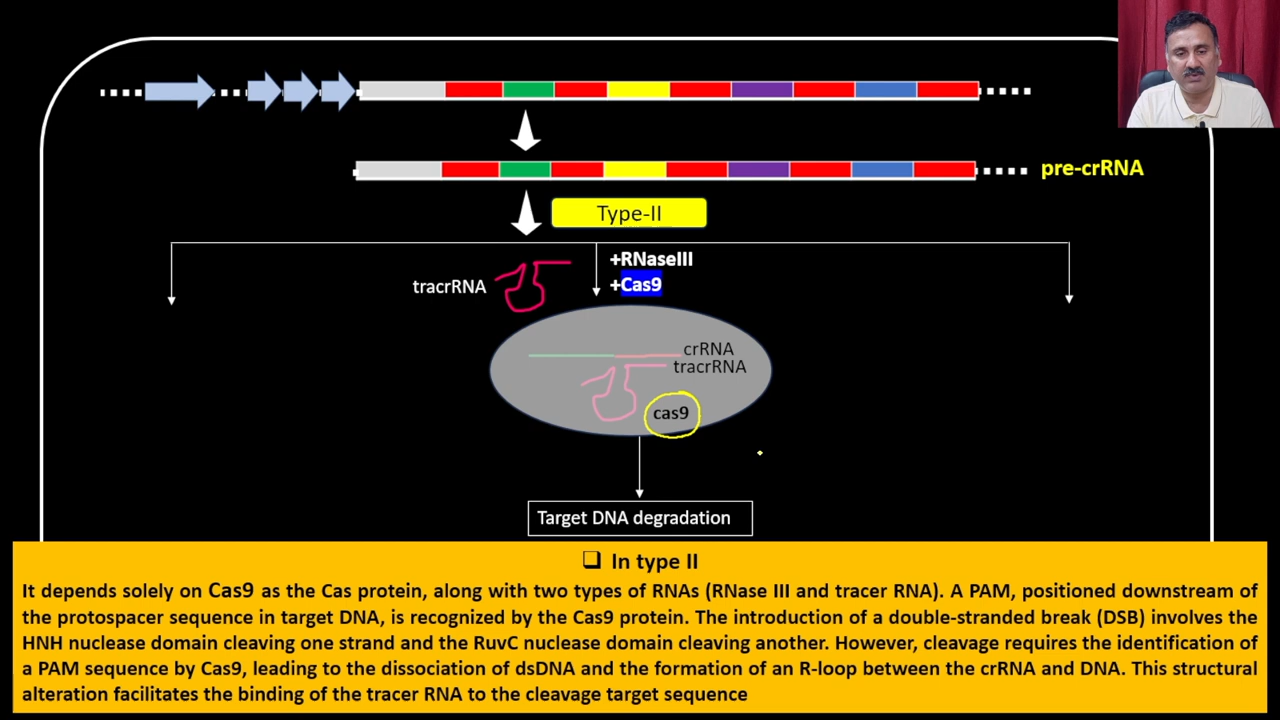 pre-crRNA
Type-II
+RNaseIII
tracrRNA
+Cas9
crRNA
tracrRNA
cas9
Target DNA degradation
In type II
It depends solely on Cas9 as the Cas protein, along with two types of RNAs (RNase III and tracer RNA). A PAM, positioned downstream of
the protospacer sequence in target DNA, is recognized by the Cas9 protein. The introduction of a double-stranded break (DSB) involves the
HNH nuclease domain cleaving one strand and the RuvC nuclease domain cleaving another. However, cleavage requires the identification of
a PAM sequence by Cas9, leading to the dissociation of dsDNA and the formation of an R-loop between the crRNA and DNA. This structural
alteration facilitates the binding of the tracer RNA to the cleavage target sequence